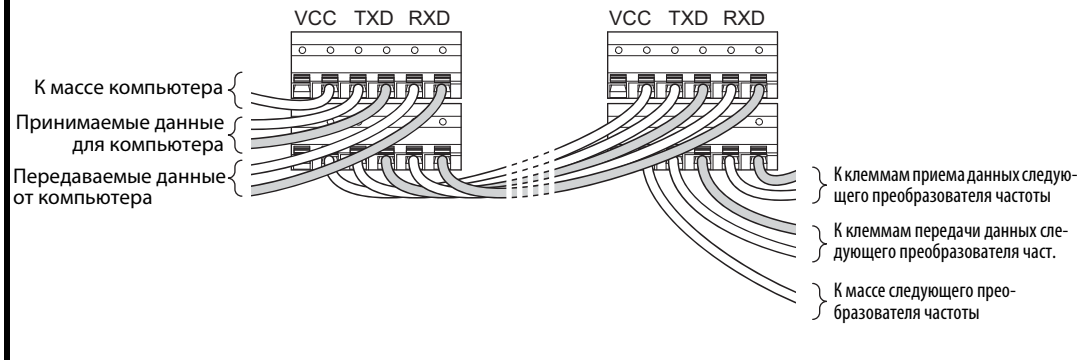 VCC TXD RXD
VCC TXD RXD
К массе компьютера
Принимаемые данные
для компьютера
Передаваемые данные
от компьютера
К клеммам приема данных следую-
щего преобразователя частоты
К клеммам передачи данных сле-
дующего преобразователя част.
К массе следующего прео-
бразователя частоты